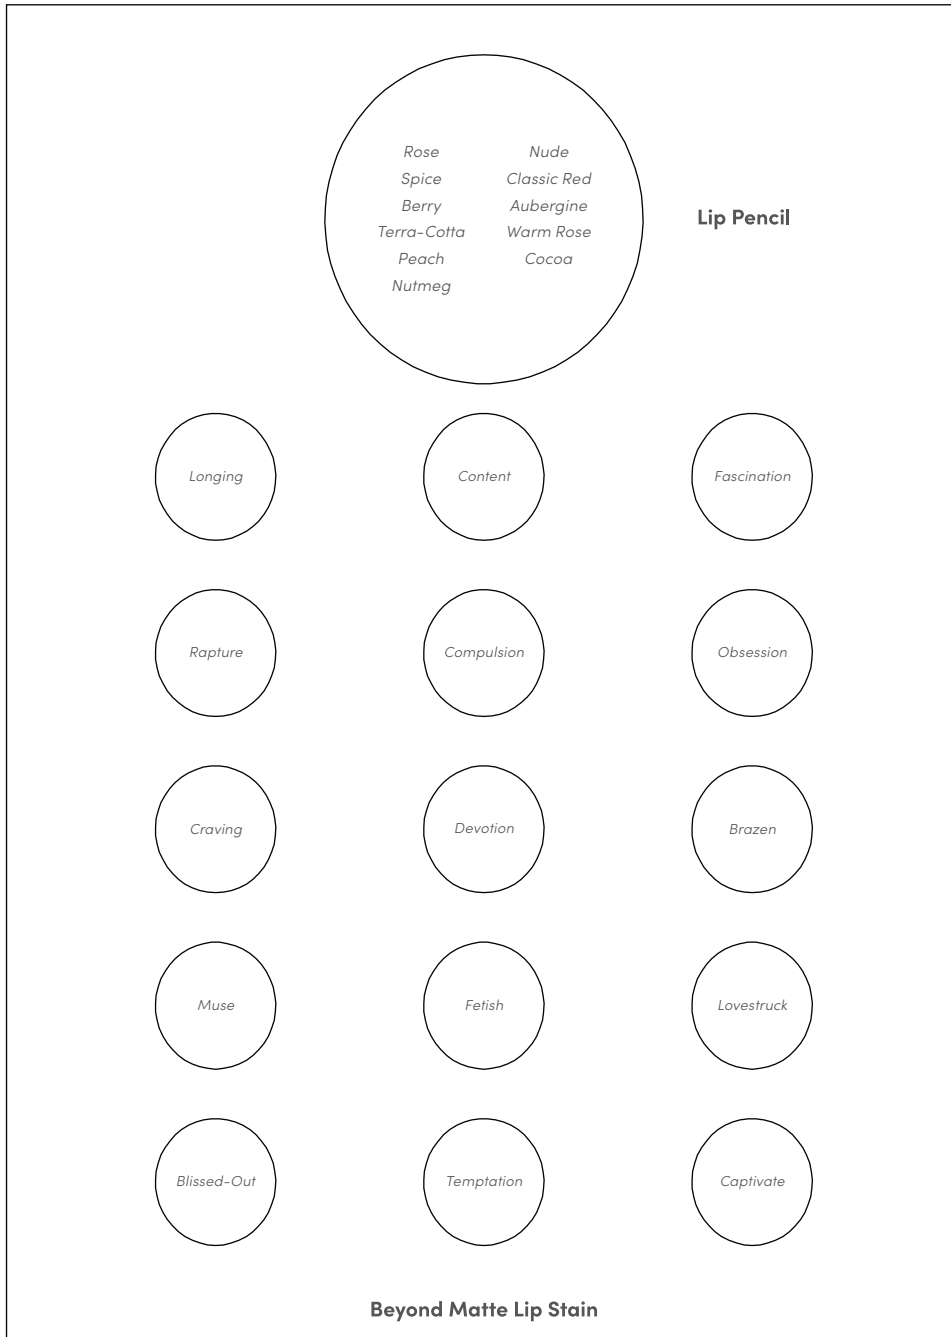 Rose
Spice
Berry
Terra-Cotta
Peach
Nutmeg
Nude
Classic Red
Aubergine
Warm Rose
Cocoa
Lip Pencil
Longing
Content
Fascination
Rapture
Compulsion
Obsession
Craving
Devotion
Brazen
Muse
Fetish
Lovestruck
Blissed-Out
Temptation
Captivate
Beyond Matte Lip Stain